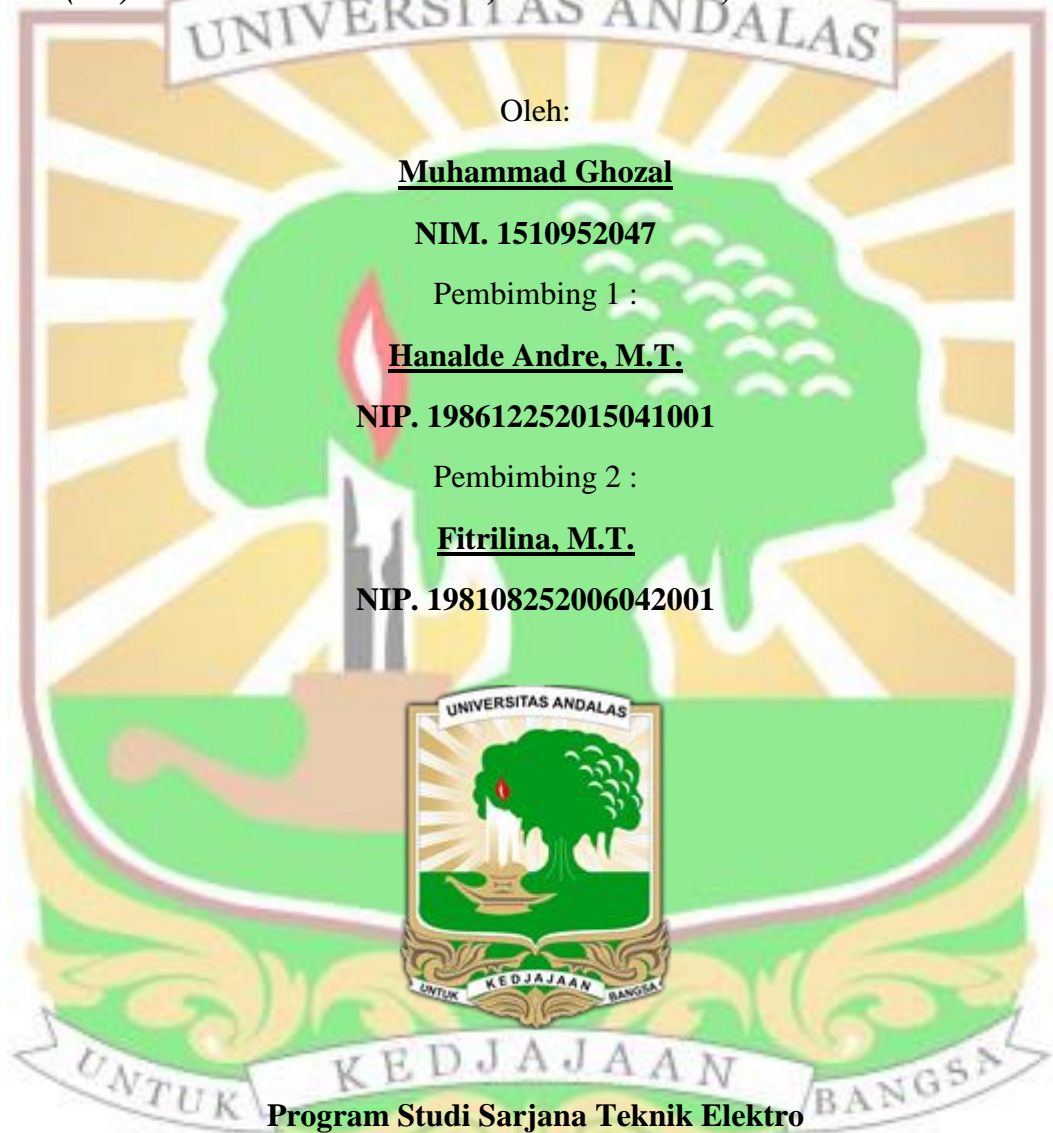 UNIVERSITAS ANDALAS
Oleh:
Muhammad Ghozal
NIM. 1510952047
Pembimbing 1 :
Hanalde Andre, M.T.
NIP. 198612252015041001
Pembimbing 2 :
Fitrilina, M.T.
NIP. 198108252006042001
UNIVERSITAS ANDALAS
UNTUK KEDJAJAAN BANGSA
UNTUK KEDJAJAAN BANGSA
Program Studi Sarjana Teknik Elektro